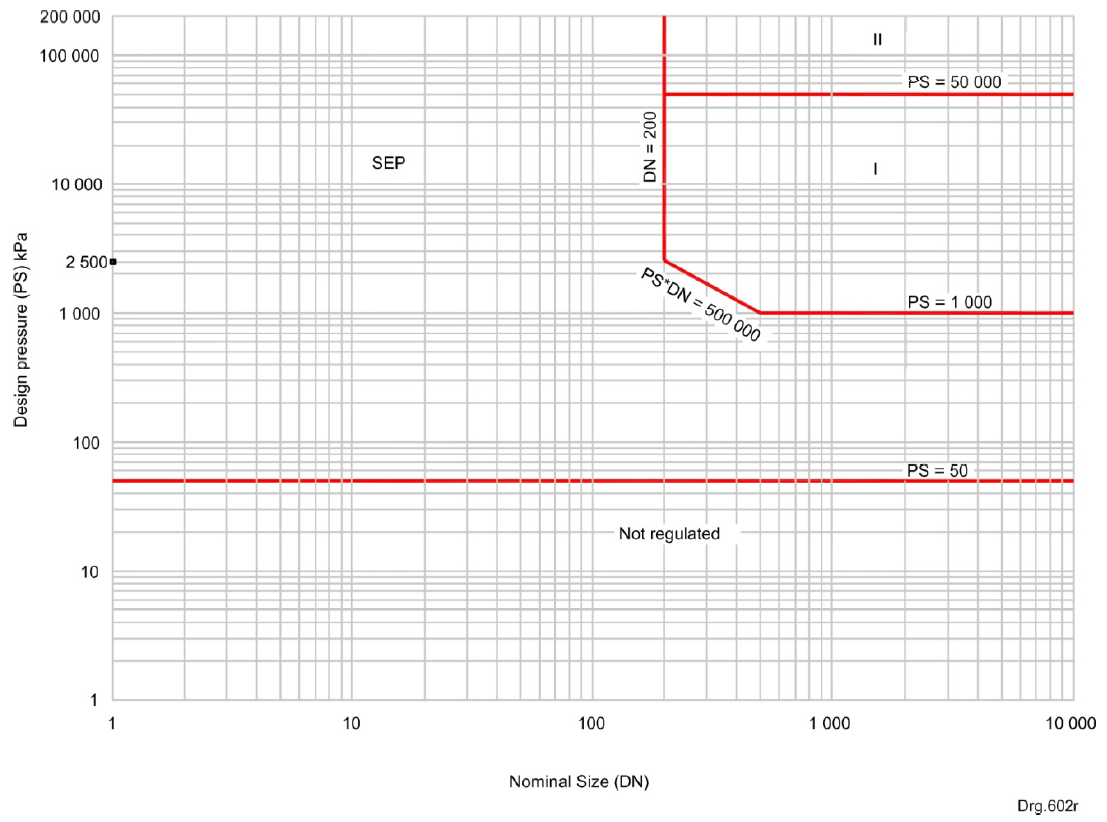 200 000
100 000
10 000
2 500
1 000
100
10
1
Design pressure (PS) kPa
II
PS = 50 000
DN = 200
SEP
I
PS*DN = 500 000
PS = 1 000
PS = 50
Not regulated
1
10
100
1 000
10 000
Nominal Size (DN)
Drg.602r